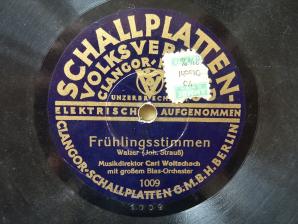 SCHALLPLATTEN-
VOLKSVERBAND
CLANGOR-
UNZERBRECHLICH
ELEKTRISCH AUFGENOMMEN
Frühlingsstimmen
Walzer (Joh. Strauß)
Musikdirektor Carl Woitschach
mit großem Blas-Orchester
1009
CLANGOR-SCHALLPLATTEN G.M.B.H. BERLIN
1009